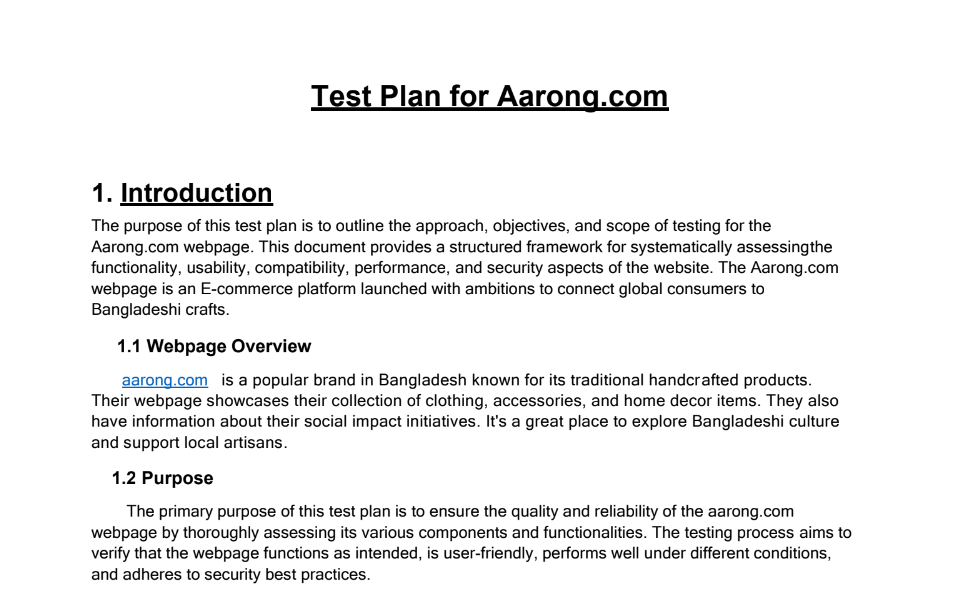 Test Plan for Aarong.com
1. Introduction
The purpose of this test plan is to outline the approach, objectives, and scope of testing for the
Aarong.com webpage. This document provides a structured framework for systematically assessingthe
functionality, usability, compatibility, performance, and security aspects of the website. The Aarong.com
webpage is an E-commerce platform launched with ambitions to connect global consumers to
Bangladeshi crafts.
1.1 Webpage Overview
aarong.com is a popular brand in Bangladesh known for its traditional handcrafted products.
Their webpage showcases their collection of clothing, accessories, and home decor items. They also
have information about their social impact initiatives. It's a great place to explore Bangladeshi culture
and support local artisans.
1.2 Purpose
The primary purpose of this test plan is to ensure the quality and reliability of the aarong.com
webpage by thoroughly assessing its various components and functionalities. The testing process aims to
verify that the webpage functions as intended, is user-friendly, performs well under different conditions,
and adheres to security best practices.